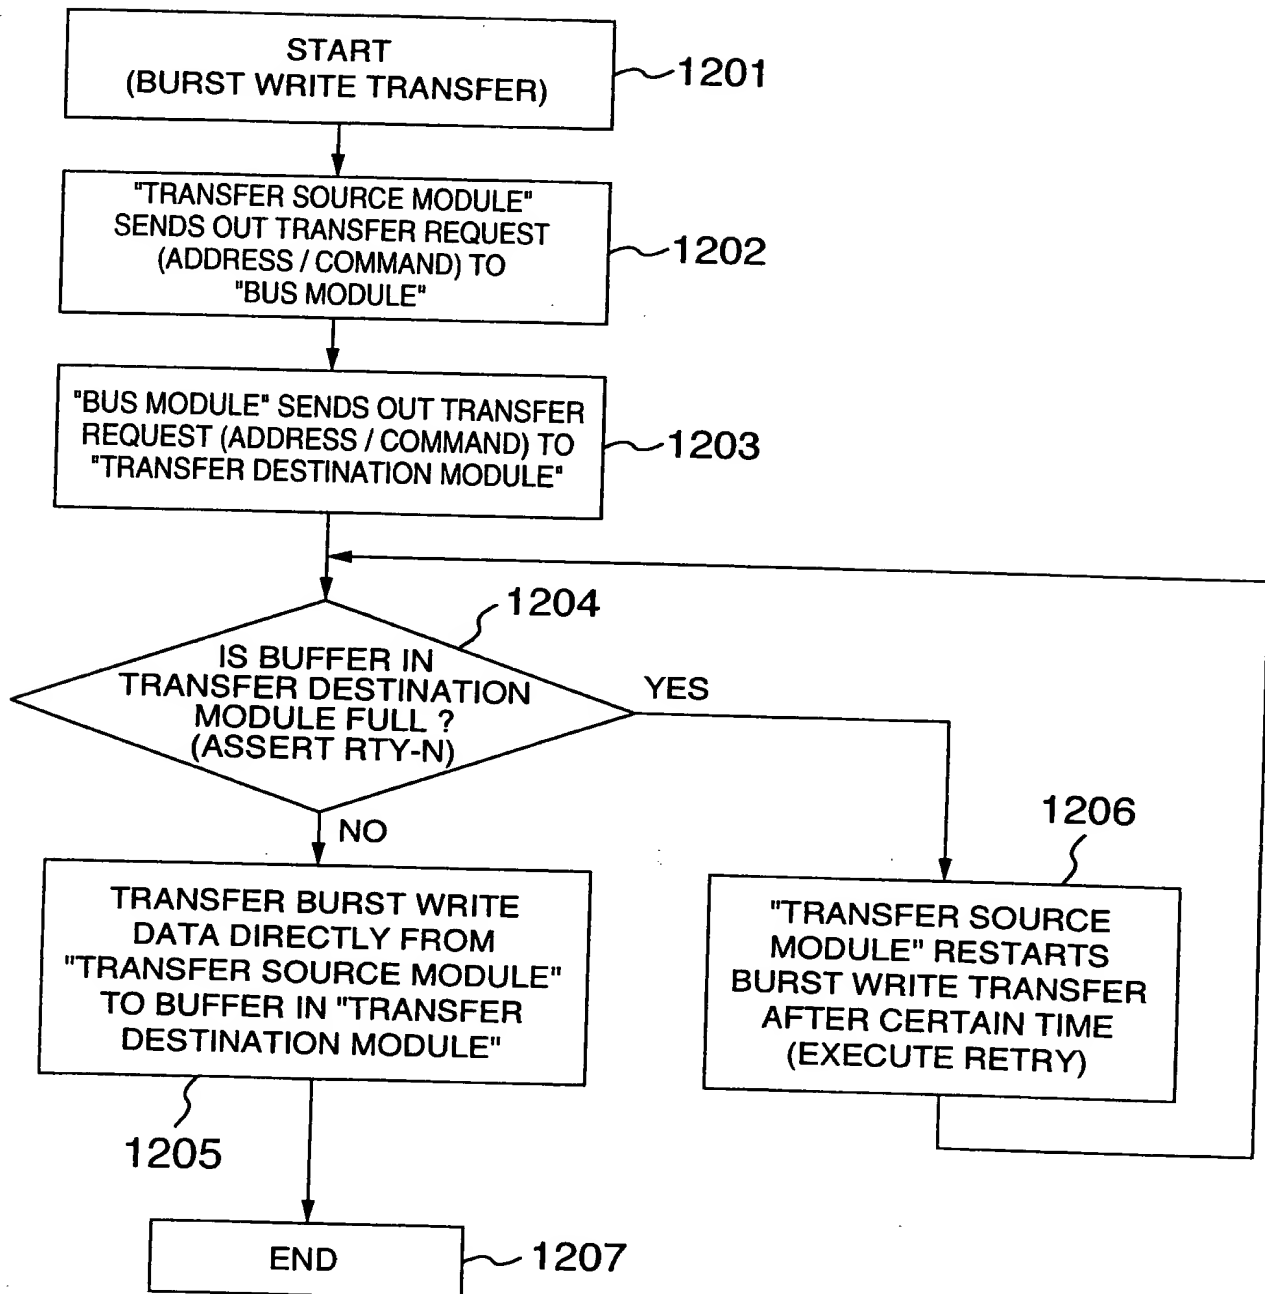 START
(BURST WRITE TRANSFER)
1201
"TRANSFER SOURCE MODULE"
SENDS OUT TRANSFER REQUEST
(ADDRESS / COMMAND) TO
"BUS MODULE"
1202
"BUS MODULE" SENDS OUT TRANSFER
REQUEST (ADDRESS / COMMAND) TO
"TRANSFER DESTINATION MODULE"
1203
1204
IS BUFFER IN
TRANSFER DESTINATION
MODULE FULL ?
(ASSERT RTY-N)
YES
NO
1206
"TRANSFER SOURCE
MODULE" RESTARTS
BURST WRITE TRANSFER
AFTER CERTAIN TIME
(EXECUTE RETRY)
TRANSFER BURST WRITE
DATA DIRECTLY FROM
"TRANSFER SOURCE MODULE"
TO BUFFER IN "TRANSFER
DESTINATION MODULE"
1205
END
1207